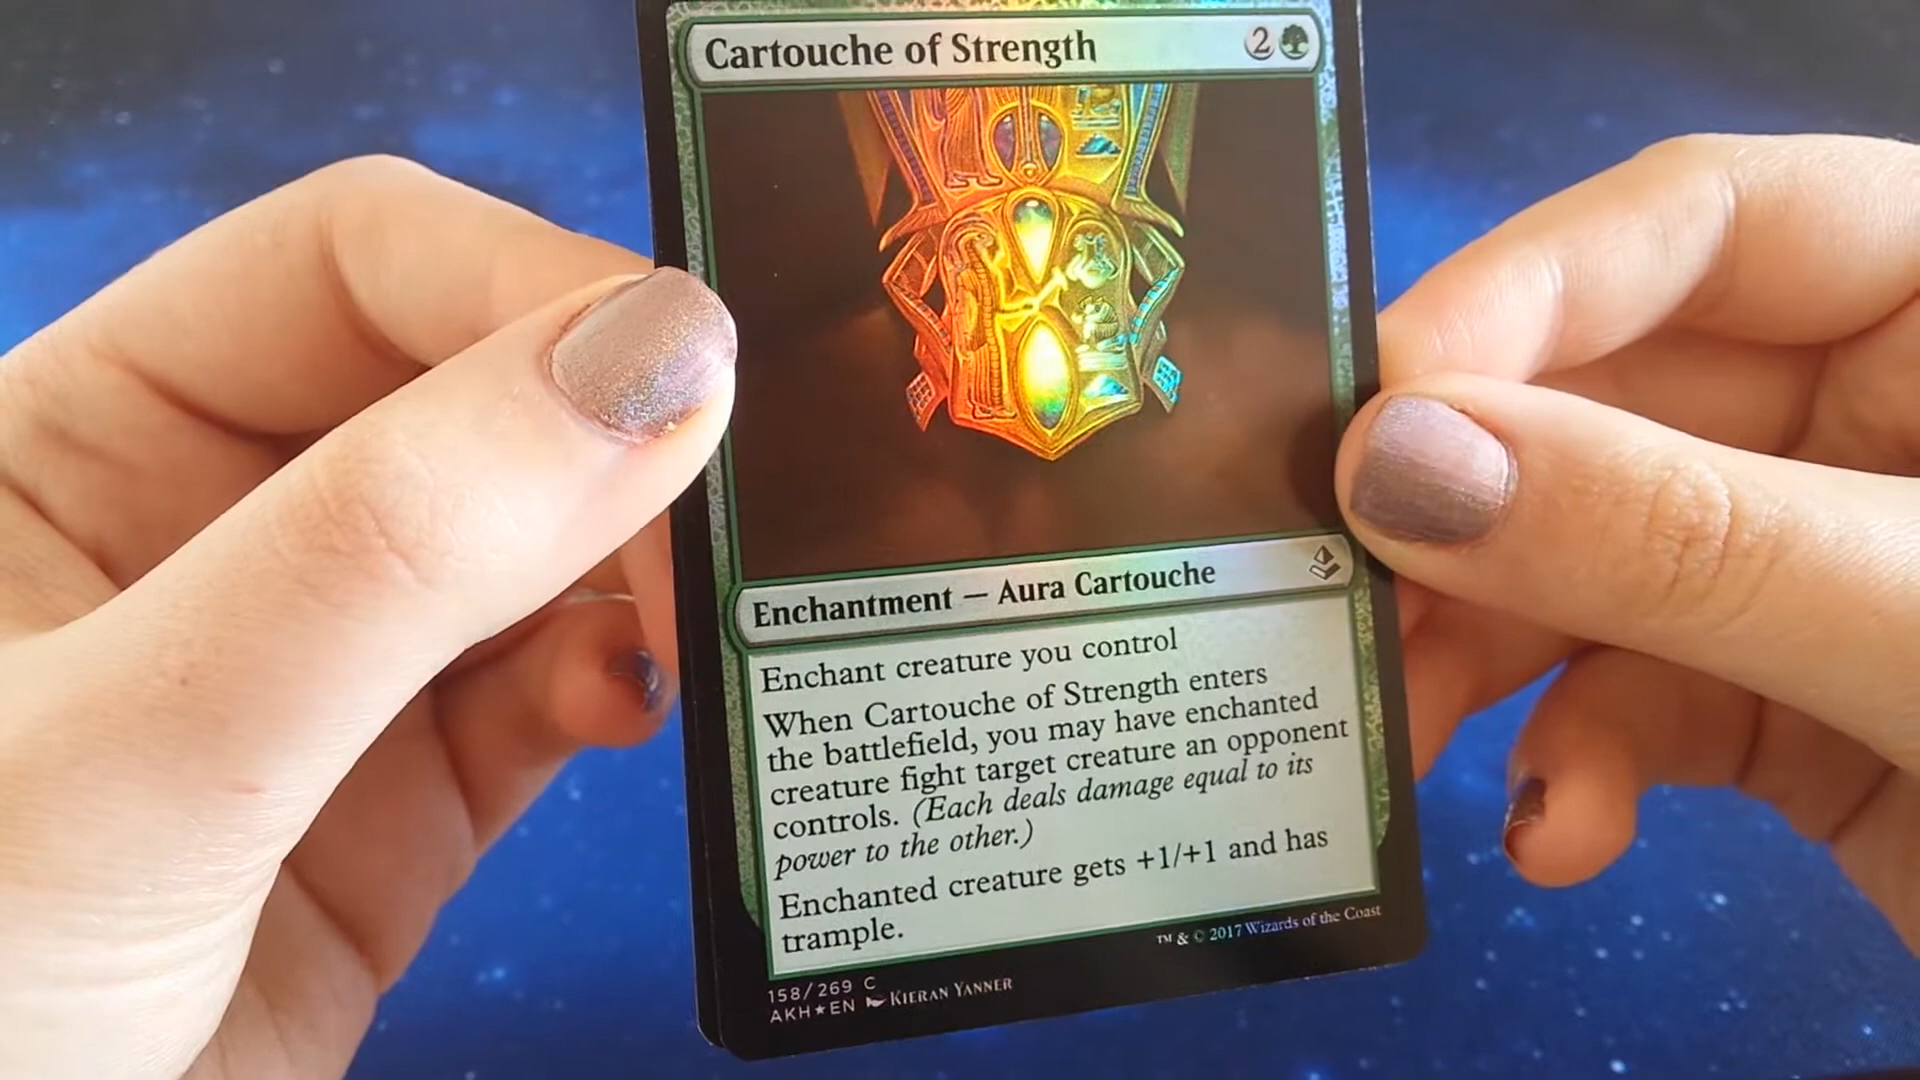 Cartouche of Strength 2
Enchantment — Aura Cartouche
Enchant creature you control
When Cartouche of Strength enters
the battlefield, you may have enchanted
creature fight target creature an opponent
controls. (Each deals damage equal to its
power to the other.)
Enchanted creature gets +1/+1 and has
trample.
158/269 C
™ & © 2017 Wizards of the Coast
AKH★EN Kieran Yanner